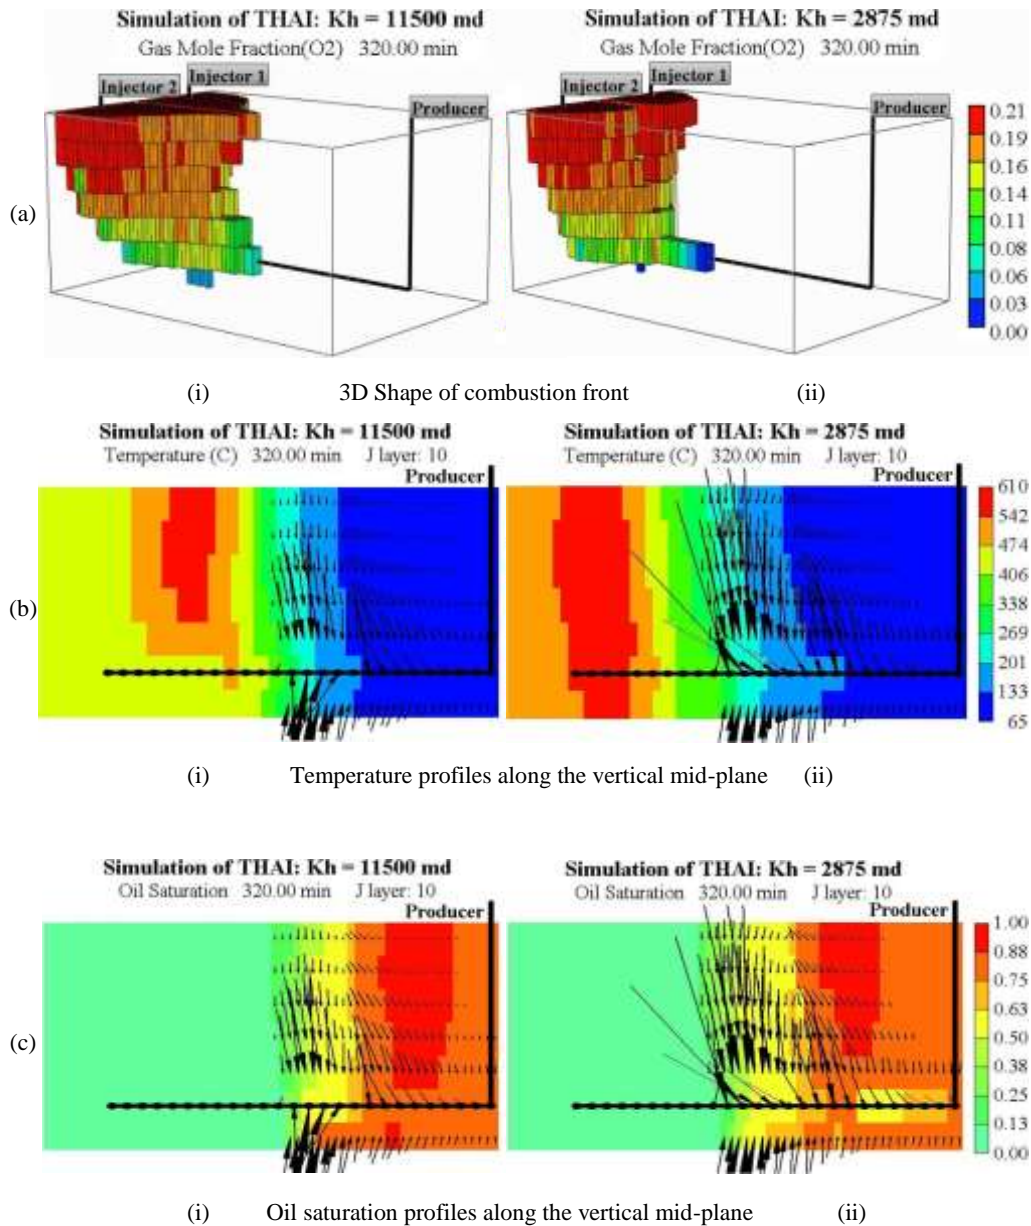 Simulation of THAI: Kh = 11500 md
Gas Mole Fraction(O2) 320.00 min
Injector 2
Injector 1
Producer
Simulation of THAI: Kh = 2875 md
Gas Mole Fraction(O2) 320.00 min
Injector 2
Injector 1
Producer
0.21
0.19
0.16
0.14
0.11
0.08
0.06
0.03
0.00
(a)
(i) 3D Shape of combustion front (ii)
Simulation of THAI: Kh = 11500 md
Temperature (C) 320.00 min J layer: 10
Producer
Simulation of THAI: Kh = 2875 md
Temperature (C) 320.00 min J layer: 10
Producer
610
542
474
406
338
269
201
133
65
(b)
(i) Temperature profiles along the vertical mid-plane (ii)
Simulation of THAI: Kh = 11500 md
Oil Saturation 320.00 min J layer: 10
Producer
Simulation of THAI: Kh = 2875 md
Oil Saturation 320.00 min J layer: 10
Producer
1.00
0.88
0.75
0.63
0.50
0.38
0.25
0.13
0.00
(c)
(i) Oil saturation profiles along the vertical mid-plane (ii)